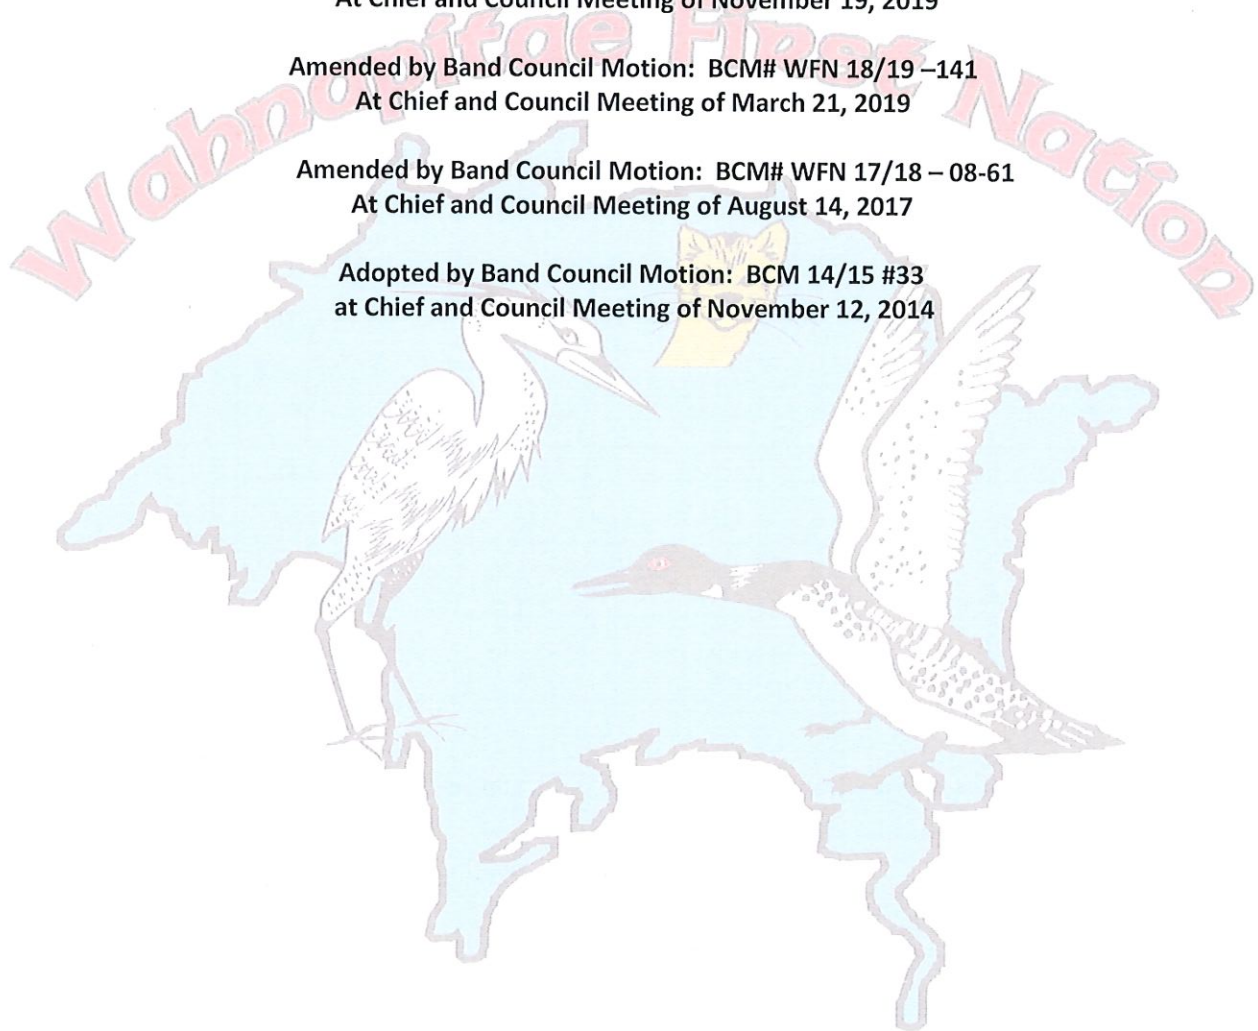 At Chief and Council Meeting of November 19, 2019
Wahnapitae First Nation
Amended by Band Council Motion: BCM# WFN 18/19 –141
At Chief and Council Meeting of March 21, 2019
Amended by Band Council Motion: BCM# WFN 17/18 – 08-61
At Chief and Council Meeting of August 14, 2017
Adopted by Band Council Motion: BCM 14/15 #33
at Chief and Council Meeting of November 12, 2014